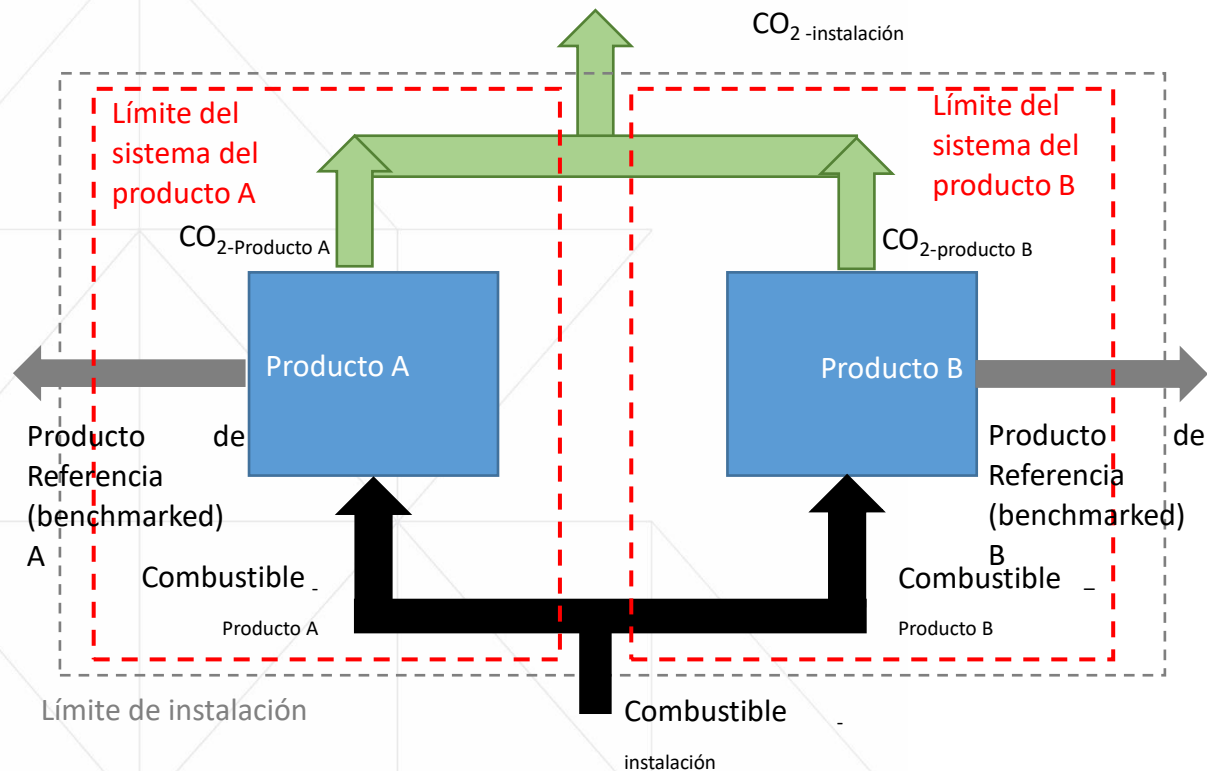 CO2 -instalación
Límite del
sistema del
producto A
Límite del
sistema del
producto B
CO2-Producto A
CO2-producto B
Producto A
Producto B
Producto de
Referencia
(benchmarked)
A
Producto de
Referencia
(benchmarked)
B
Combustible -
Producto A
Combustible –
Producto B
Límite de instalación
Combustible -
instalación